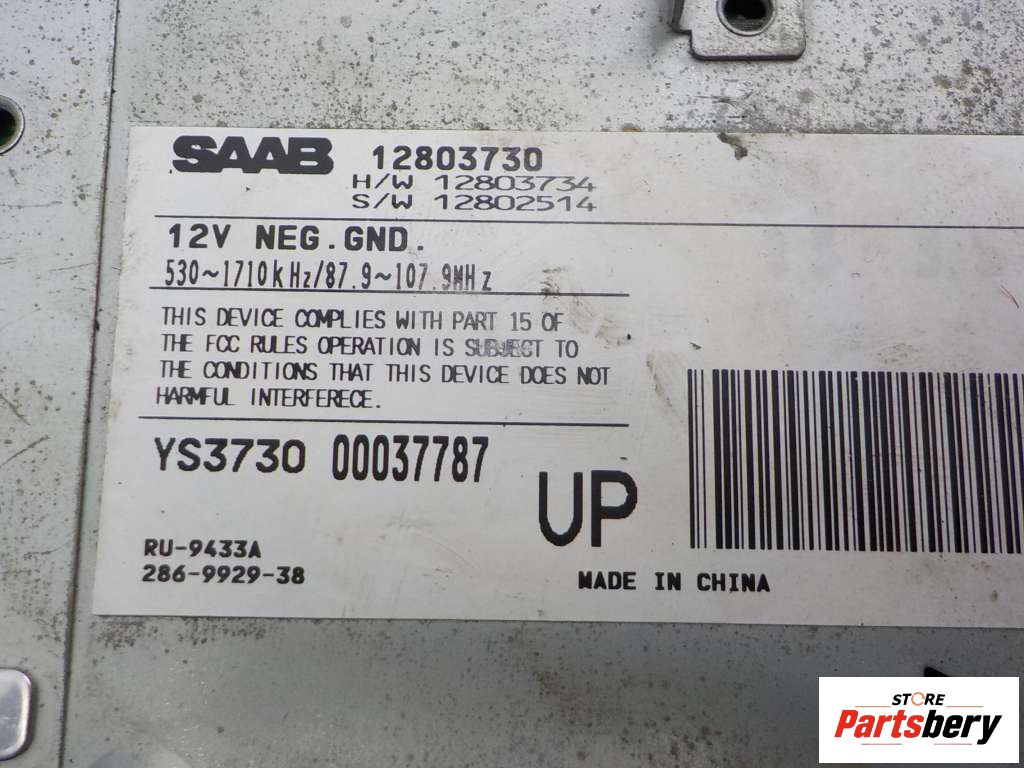 SAAB 12803730
H/W 12803734
S/W 12802514
12V NEG.GND.
530~1710kHz/87.9~107.9MHz
THIS DEVICE COMPLIES WITH PART 15 OF
THE FCC RULES OPERATION IS SUBJECT TO
THE CONDITIONS THAT THIS DEVICE DOES NOT
HARMFUL INTERFERECE.
YS3730 00037787
UP
RU-9433A
286-9929-38
MADE IN CHINA
STORE
Partsbery